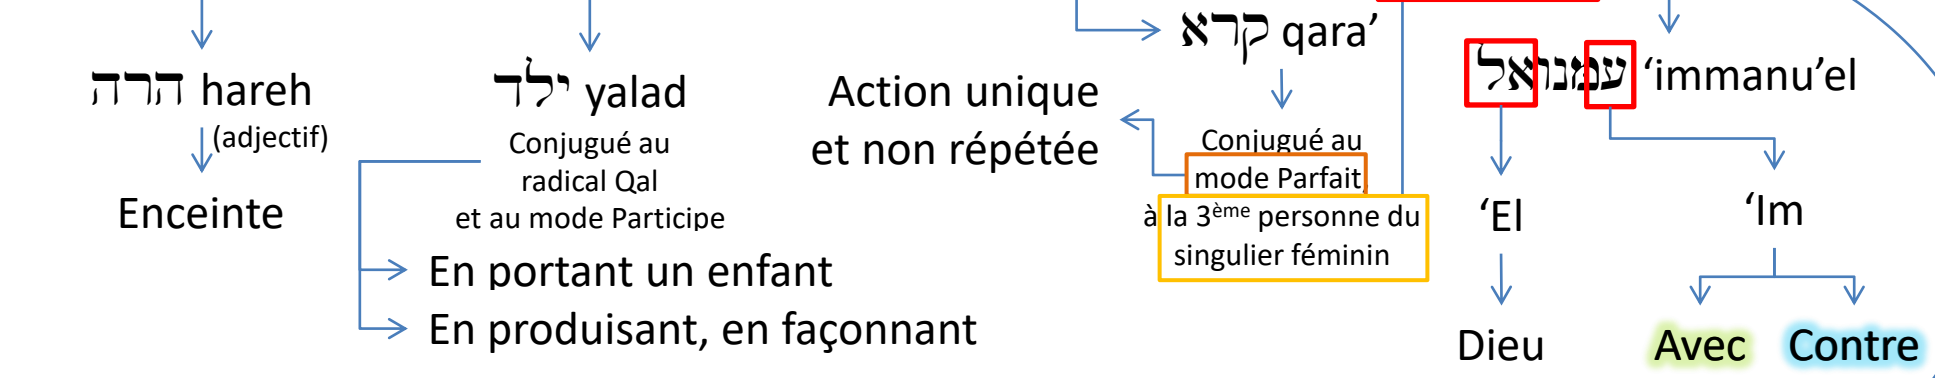 הרה hareh
(adjectif)
Enceinte
ילד yalad
Conjugué au
radical Qal
et au mode Participe
En portant un enfant
En produisant, en façonnant
קרא qara’
Action unique
et non répétée
Conjugué au
mode Parfait,
à la 3ème personne du
singulier féminin
עמנואל ‘immanu’el
‘El
Dieu
‘Im
Avec
Contre